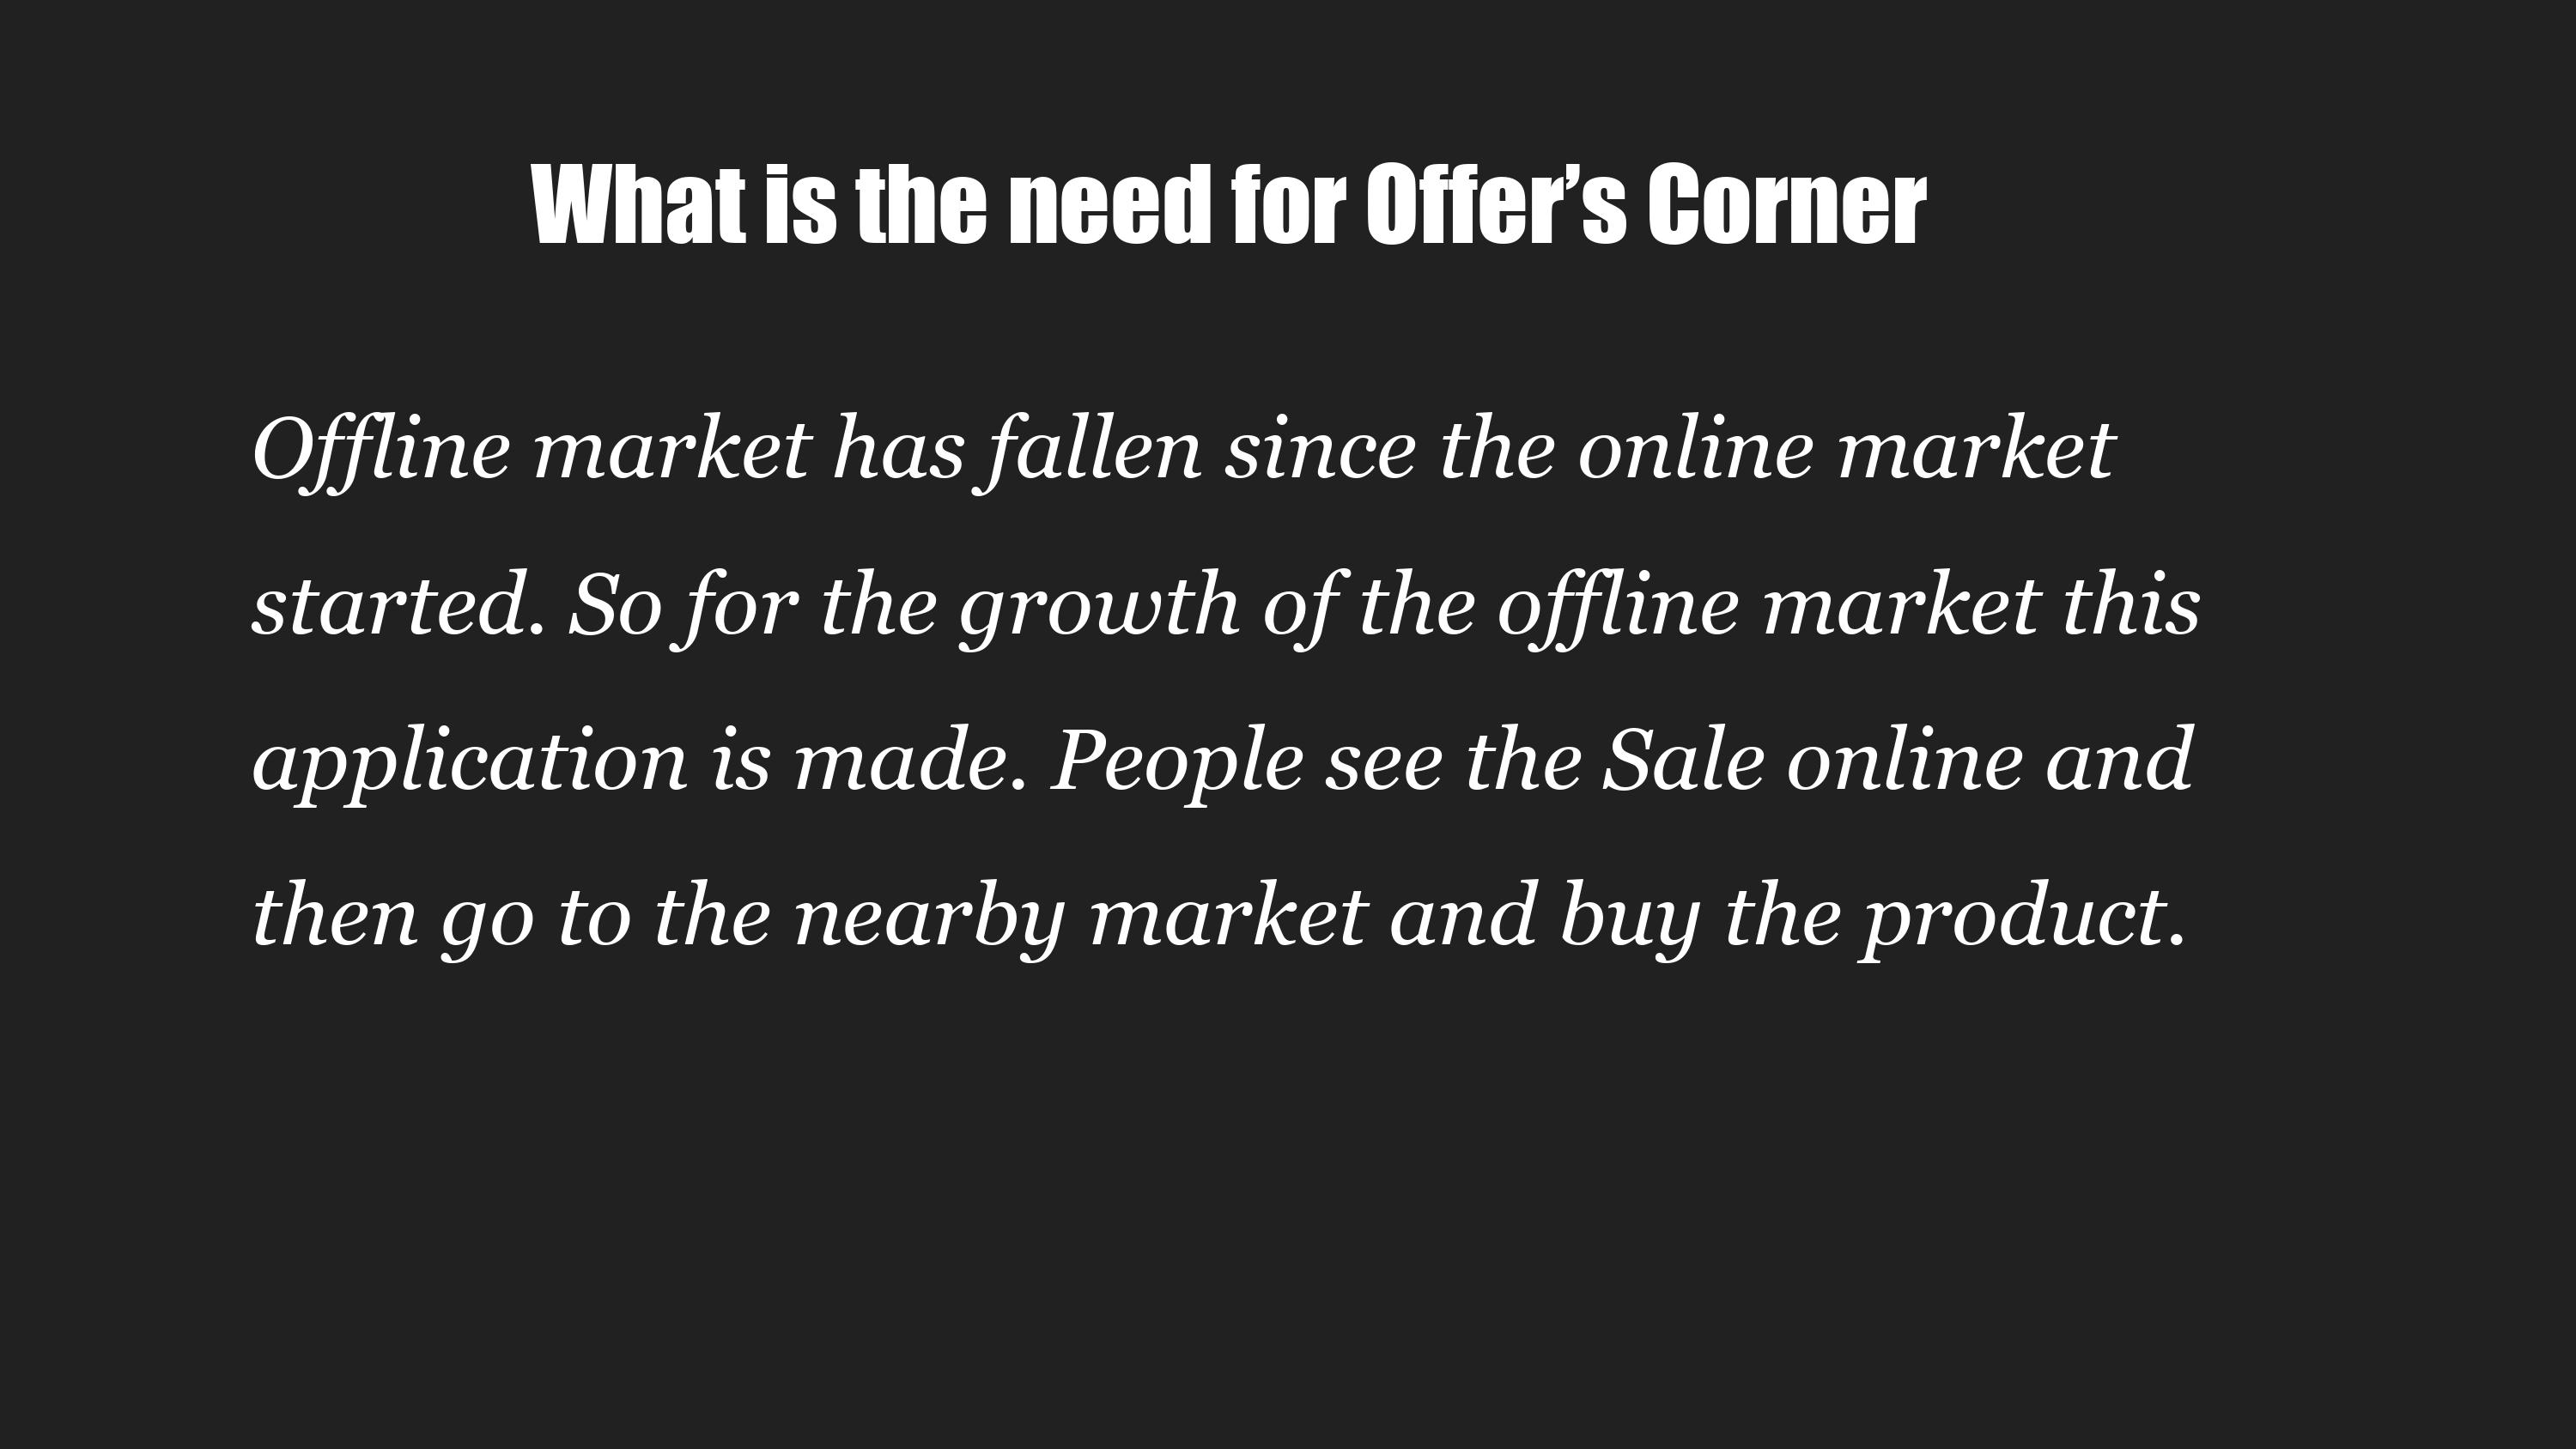 What is the need for Offer’s Corner
Offline market has fallen since the online market
started. So for the growth of the offline market this
application is made. People see the Sale online and
then go to the nearby market and buy the product.